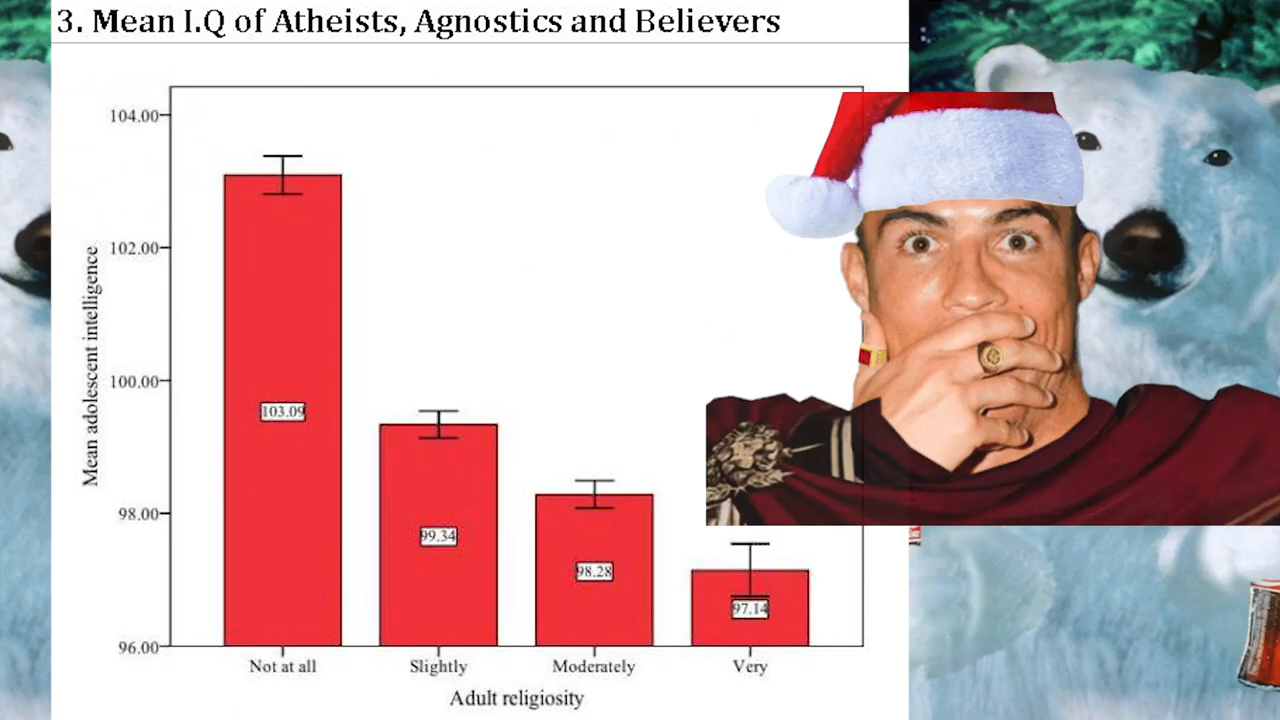 3. Mean I.Q of Atheists, Agnostics and Believers
104.00
102.00
100.00
98.00
96.00
Mean adolescent intelligence
103.09
99.34
98.28
97.14
Not at all
Slightly
Moderately
Very
Adult religiosity